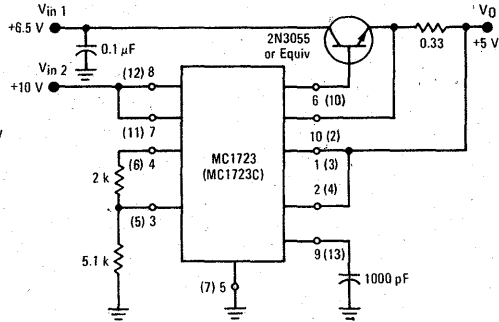 Vin 1
+6.5 V
0.1 µF
2N3055
or Equiv
0.33
VO
+5 V
Vin 2
+10 V
(12) 8
(11) 7
(6) 4
2 k
(5) 3
5.1 k
MC1723
(MC1723C)
6 (10)
10 (2)
1 (3)
2 (4)
9 (13)
1000 pF
(7) 5